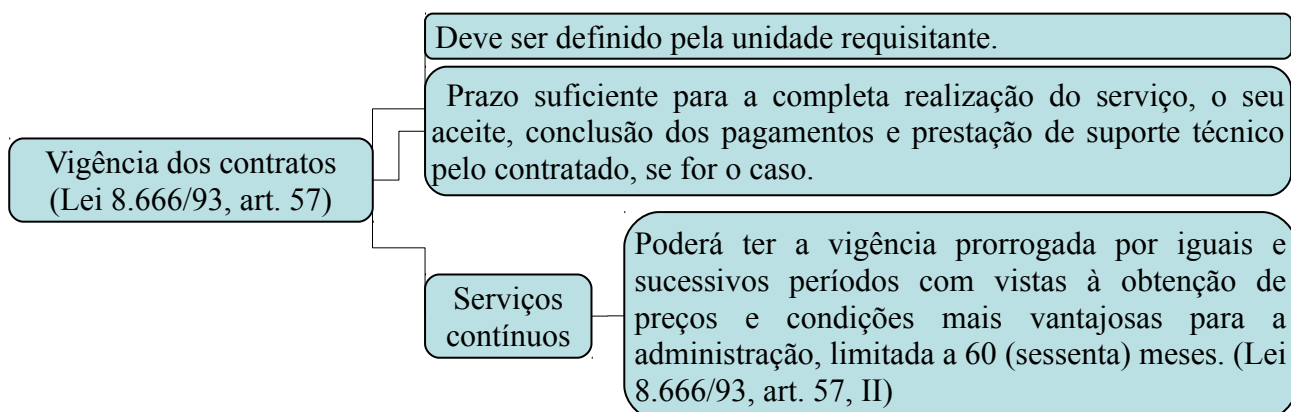 Deve ser definido pela unidade requisitante.
Prazo suficiente para a completa realização do serviço, o seu
aceite, conclusão dos pagamentos e prestação de suporte técnico
pelo contratado, se for o caso.
Vigência dos contratos
(Lei 8.666/93, art. 57)
Serviços
contínuos
Poderá ter a vigência prorrogada por iguais e
sucessivos períodos com vistas à obtenção de
preços e condições mais vantajosas para a
administração, limitada a 60 (sessenta) meses. (Lei
8.666/93, art. 57, II)